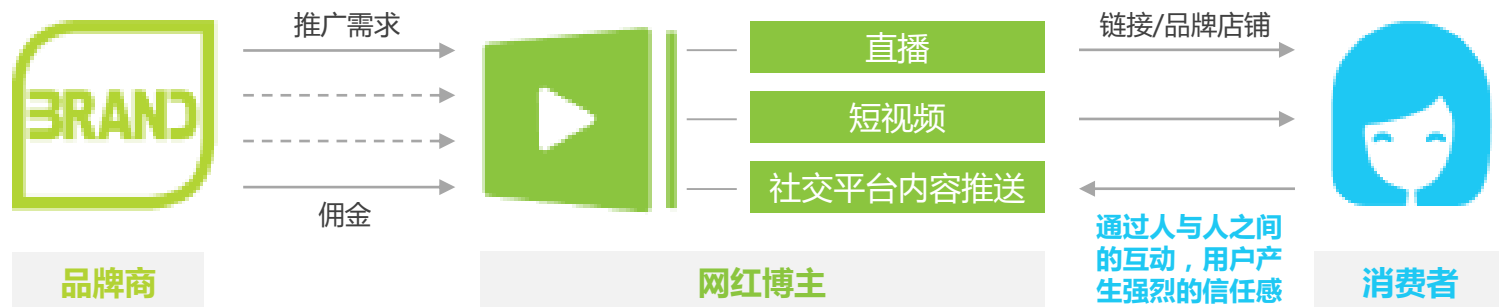 推广需求
链接/品牌店铺
直播
BRAND
短视频
社交平台内容推送
佣金
通过人与人之间
的互动，用户产
生强烈的信任感
品牌商
网红博主
消费者